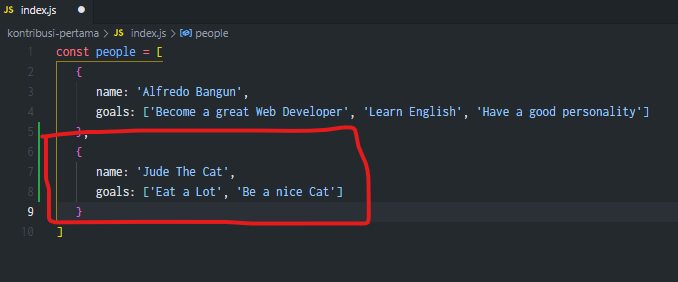 JS index.js
kontribusi-pertama > JS index.js > people
1 const people = [
2 {
3 name: 'Alfredo Bangun',
4 goals: ['Become a great Web Developer', 'Learn English', 'Have a good personality']
5 },
6 {
7 name: 'Jude The Cat',
8 goals: ['Eat a Lot', 'Be a nice Cat']
9 }
10 ]